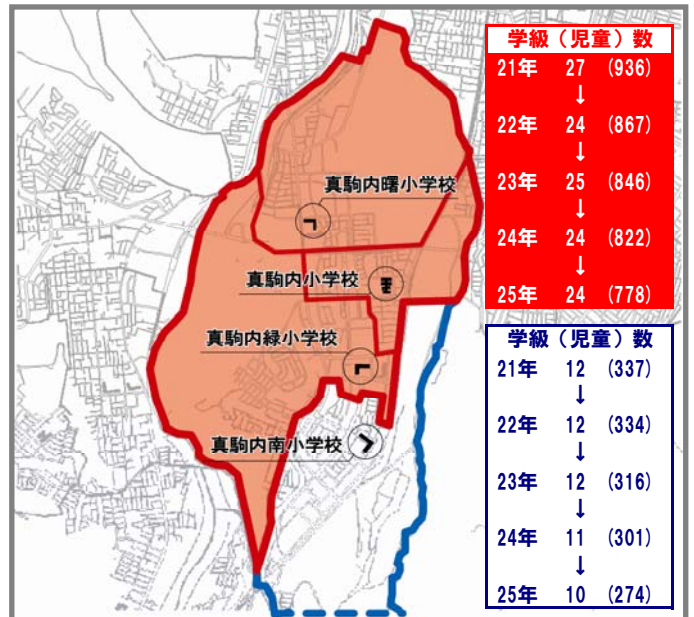 真駒内曙小学校
真駒内小学校
真駒内緑小学校
真駒内南小学校
学級（児童）数
21年 27 (936)
↓
22年 24 (867)
↓
23年 25 (846)
↓
24年 24 (822)
↓
25年 24 (778)
学級（児童）数
21年 12 (337)
↓
22年 12 (334)
↓
23年 12 (316)
↓
24年 11 (301)
↓
25年 10 (274)